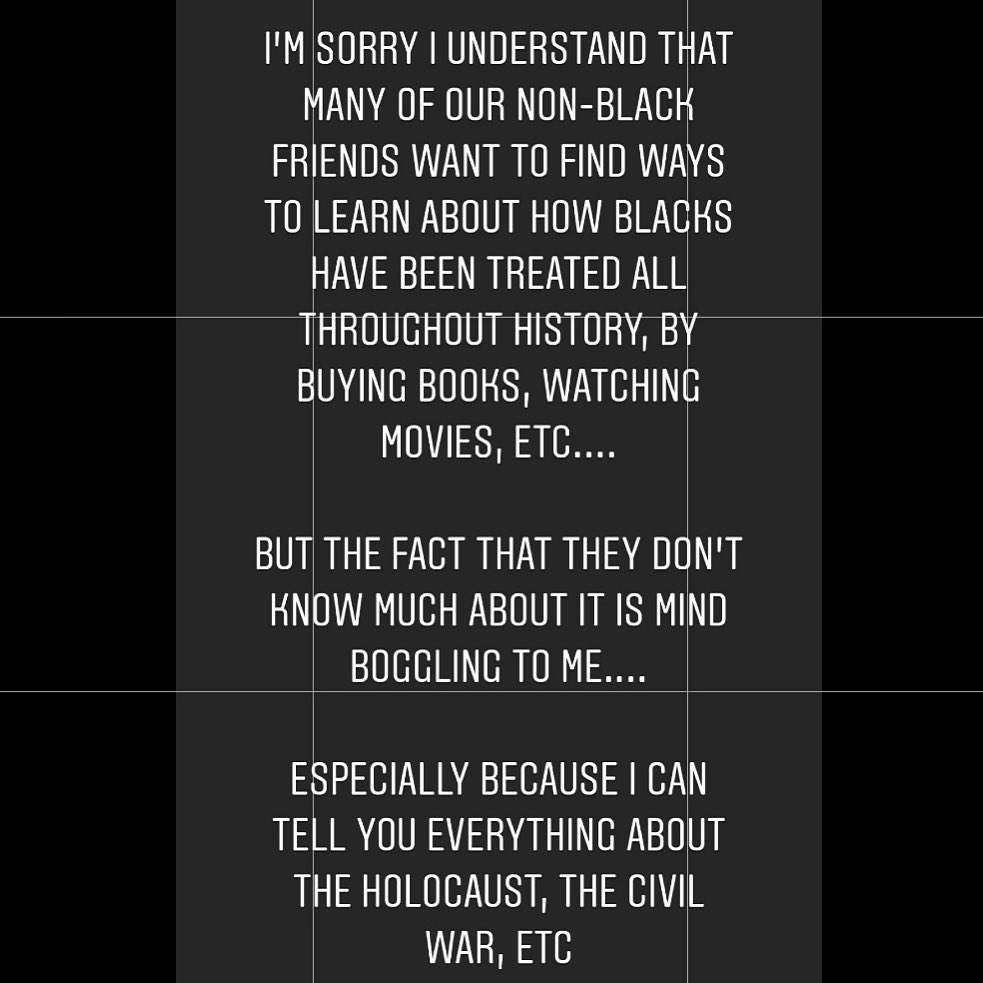 I'M SORRY I UNDERSTAND THAT
MANY OF OUR NON-BLACK
FRIENDS WANT TO FIND WAYS
TO LEARN ABOUT HOW BLACKS
HAVE BEEN TREATED ALL
THROUGHOUT HISTORY, BY
BUYING BOOKS, WATCHING
MOVIES, ETC....
BUT THE FACT THAT THEY DON'T
KNOW MUCH ABOUT IT IS MIND
BOGGLING TO ME....
ESPECIALLY BECAUSE I CAN
TELL YOU EVERYTHING ABOUT
THE HOLOCAUST, THE CIVIL
WAR, ETC